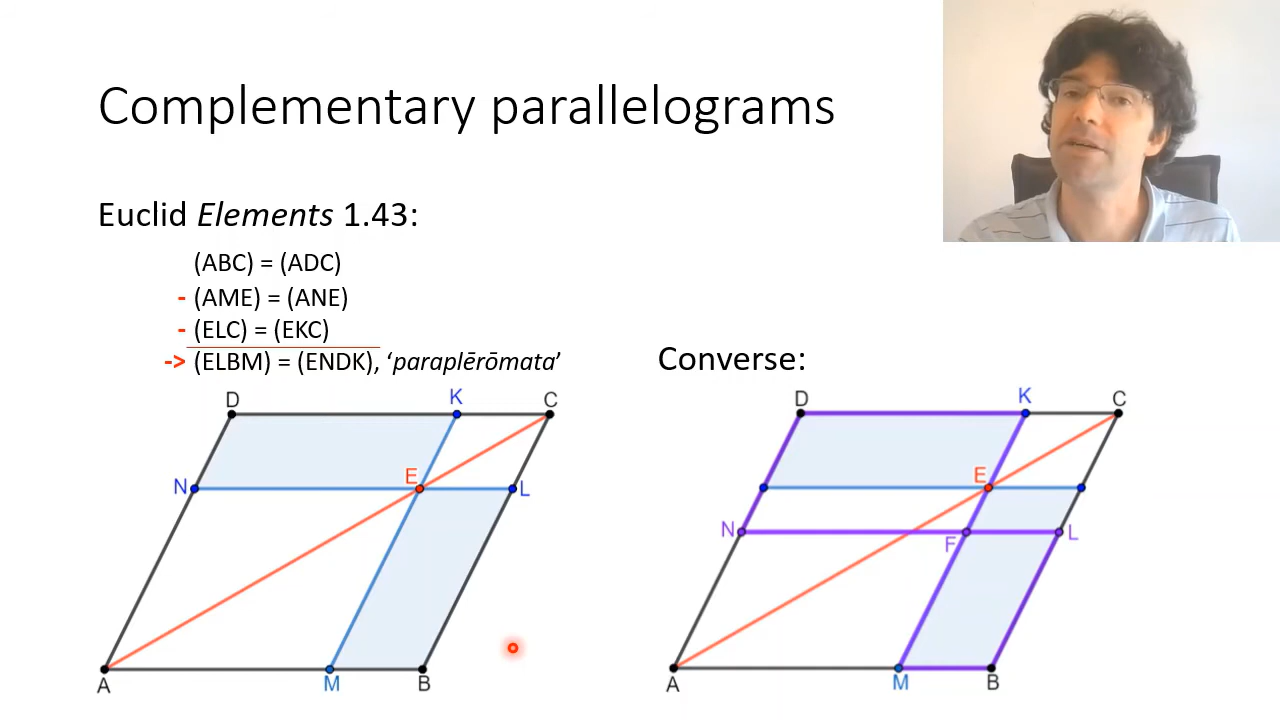 Complementary parallelograms
Euclid Elements 1.43:
(ABC) = (ADC)
- (AME) = (ANE)
- (ELC) = (EKC)
-> (ELBM) = (ENDK), ‘paraplērōmata’
Converse:
D K C
N E L
A M B
D K C
E
N F L
A M B